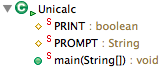 Unicalc
S PRINT : boolean
S PROMPT : String
S main(String[]) : void